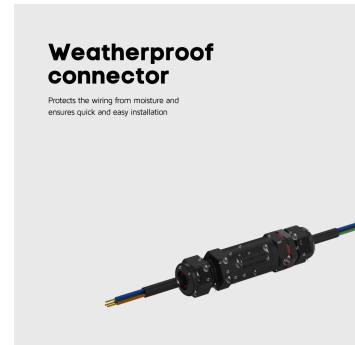 Weatherproof
connector
Protects the wiring from moisture and
ensures quick and easy installation